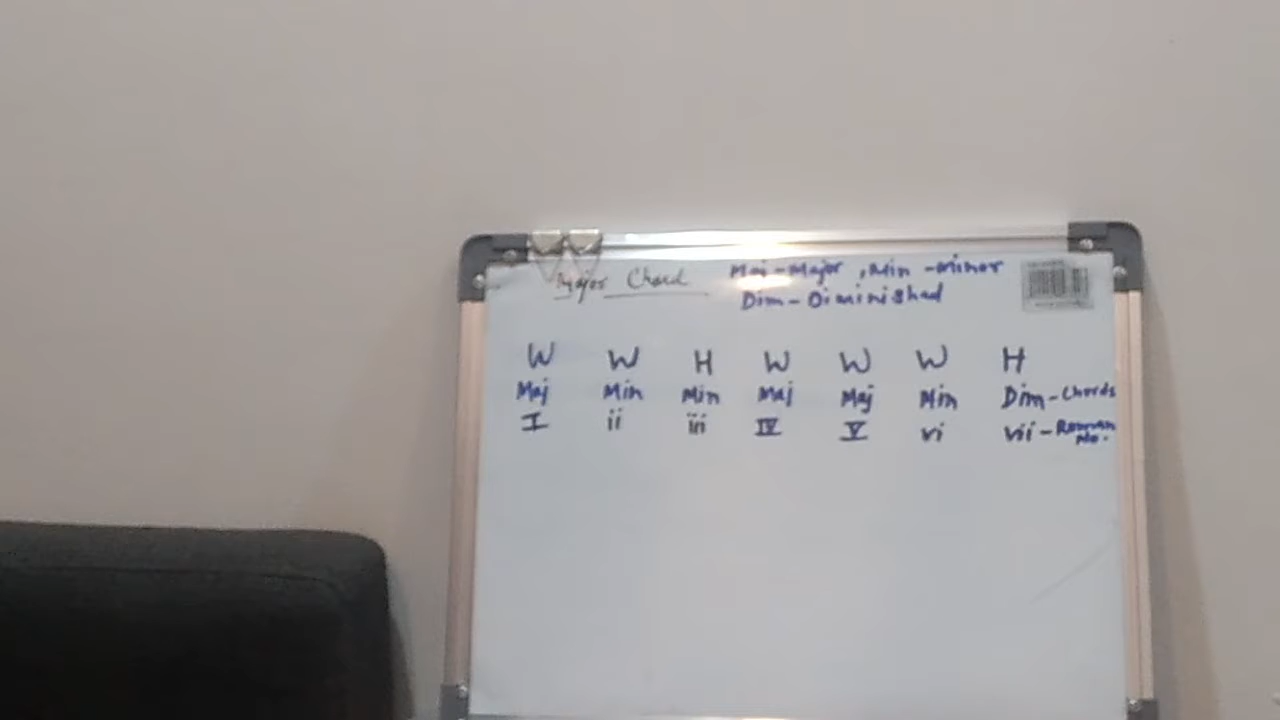 Major Chord
Maj - Major , Min - Minor
Dim - Diminished
W W H W W W H
Maj Min Min Maj Maj Min Dim - Chords
I ii iii IV V vi vii - Roman No.